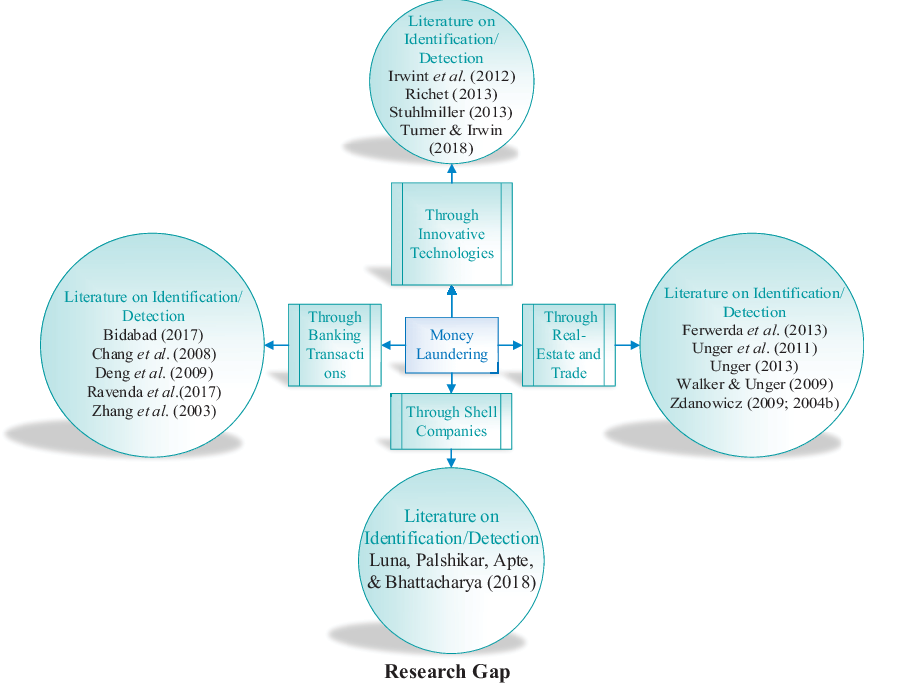 Literature on
Identification/
Detection
Irwint et al. (2012)
Richet (2013)
Stuhlmiller (2013)
Turner & Irwin
(2018)
Through
Innovative
Technologies
Literature on Identification/
Detection
Bidabad (2017)
Chang et al. (2008)
Deng et al. (2009)
Ravenda et al.(2017)
Zhang et al. (2003)
Through
Banking
Transacti
ons
Money
Laundering
Through
Real-
Estate and
Trade
Literature on Identification/
Detection
Ferwerda et al. (2013)
Unger et al. (2011)
Unger (2013)
Walker & Unger (2009)
Zdanowicz (2009; 2004b)
Through Shell
Companies
Literature on
Identification/Detection
Luna, Palshikar, Apte,
& Bhattacharya (2018)
Research Gap